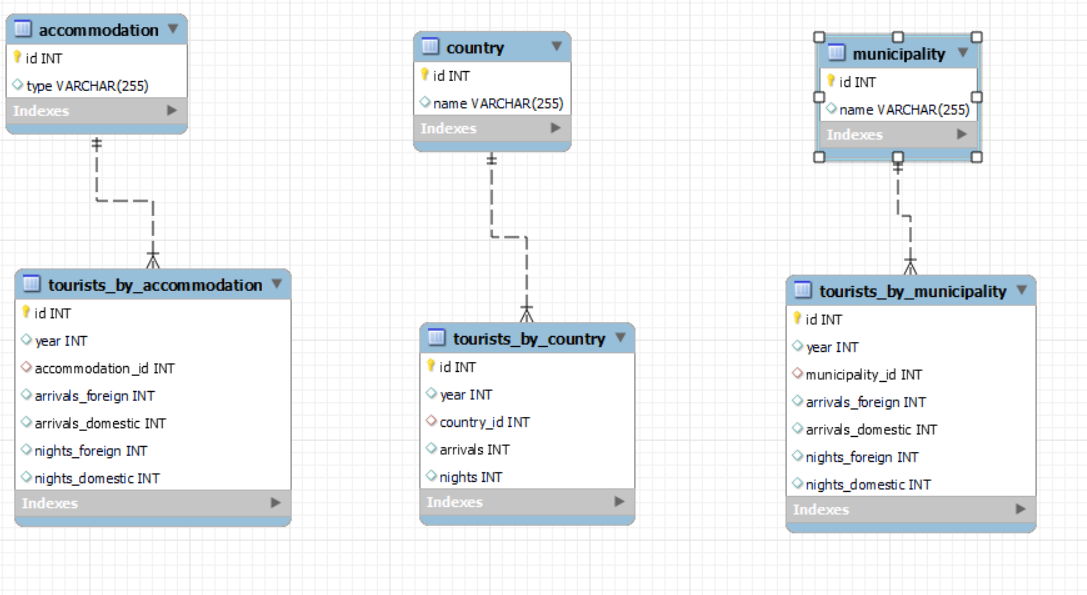 accommodation
id INT
type VARCHAR(255)
Indexes
country
id INT
name VARCHAR(255)
Indexes
municipality
id INT
name VARCHAR(255)
Indexes
tourists_by_accommodation
id INT
year INT
accommodation_id INT
arrivals_foreign INT
arrivals_domestic INT
nights_foreign INT
nights_domestic INT
Indexes
tourists_by_country
id INT
year INT
country_id INT
arrivals INT
nights INT
Indexes
tourists_by_municipality
id INT
year INT
municipality_id INT
arrivals_foreign INT
arrivals_domestic INT
nights_foreign INT
nights_domestic INT
Indexes